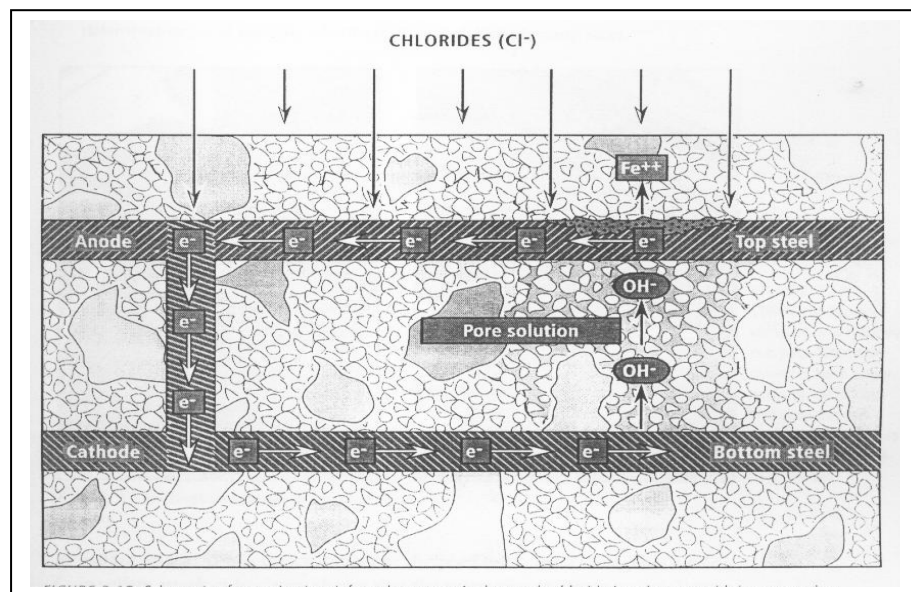 CHLORIDES (Cl-)
Fe++
Anode e- e- e- e- e- Top steel
OH-
e-
Pore solution
OH-
e-
Cathode e- e- e- e- Bottom steel